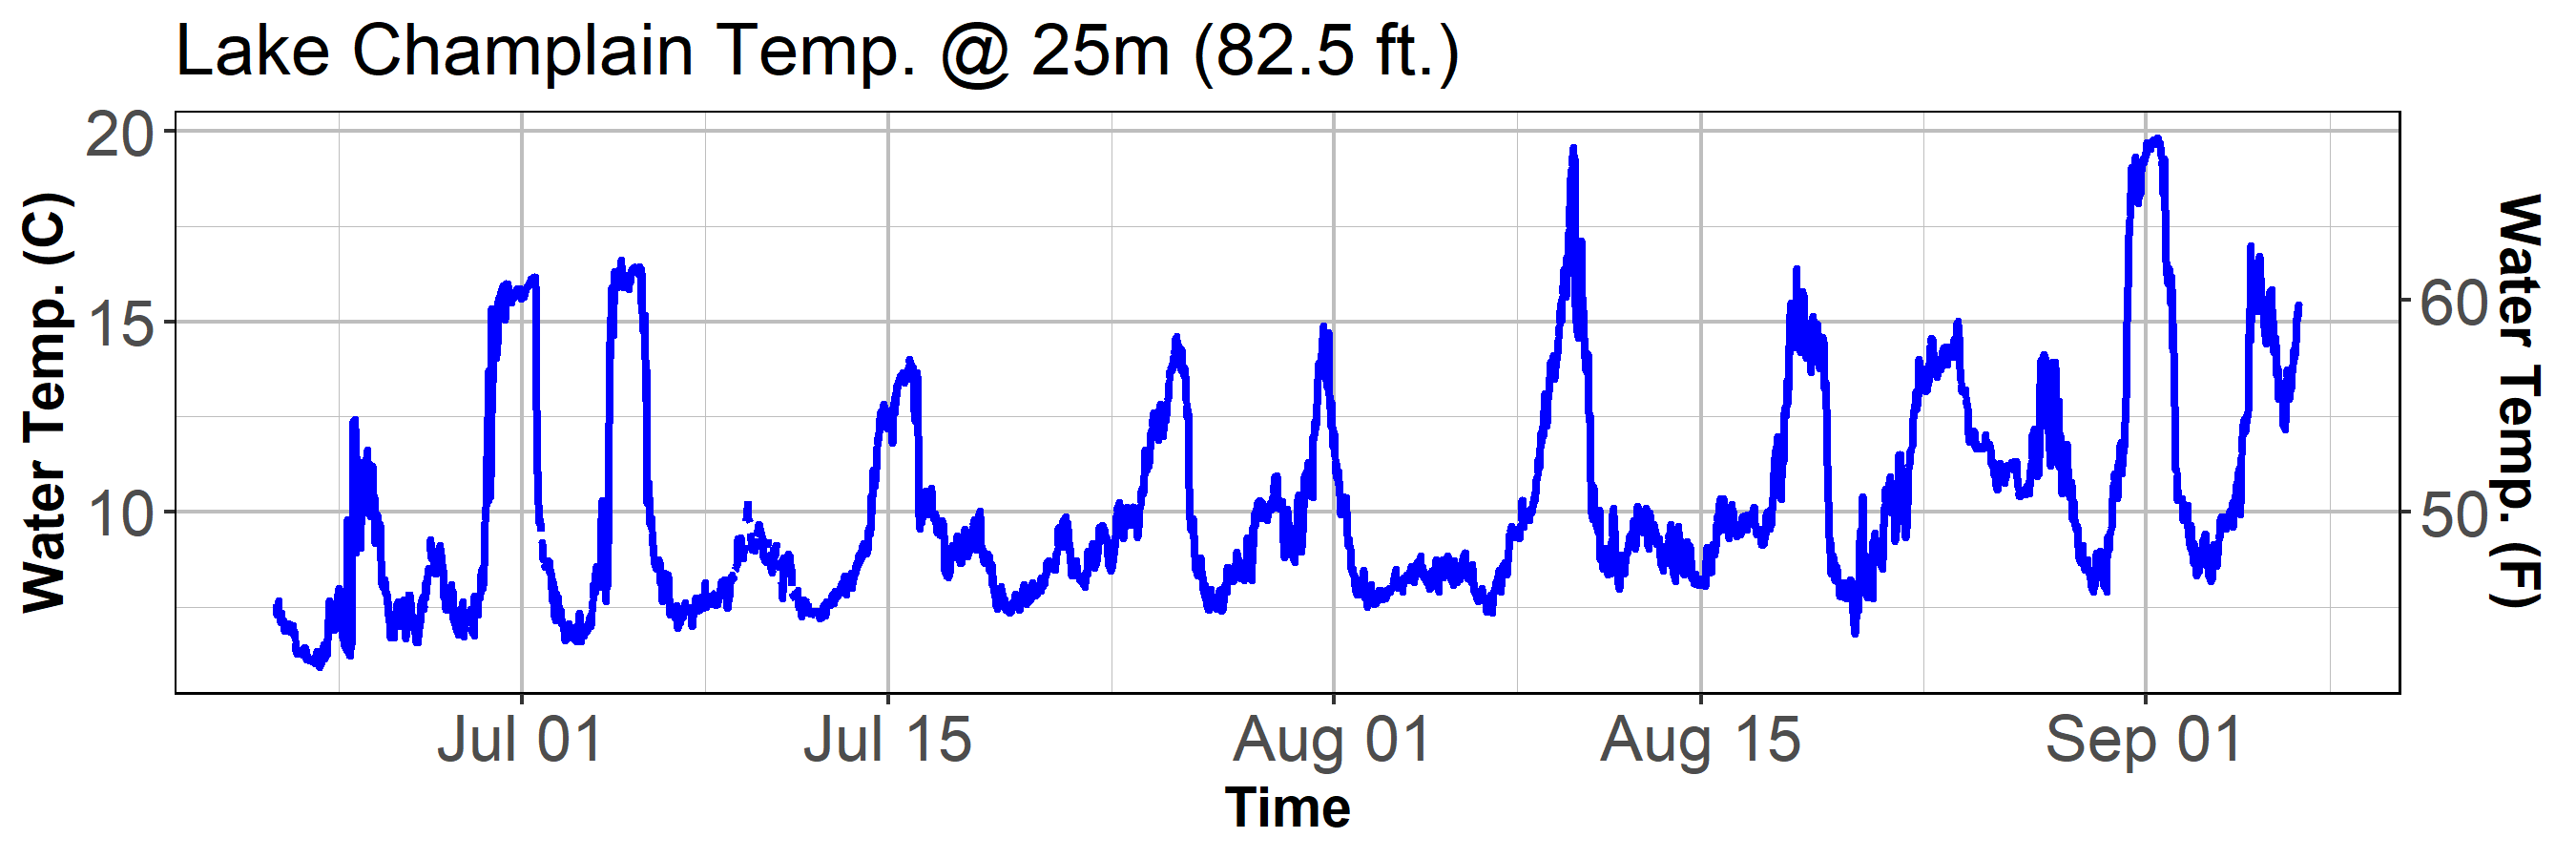 Lake Champlain Temp. @ 25m (82.5 ft.)
Water Temp. (C)
20
15
10
60
50
Water Temp. (F)
Jul 01
Jul 15
Aug 01
Aug 15
Sep 01
Time